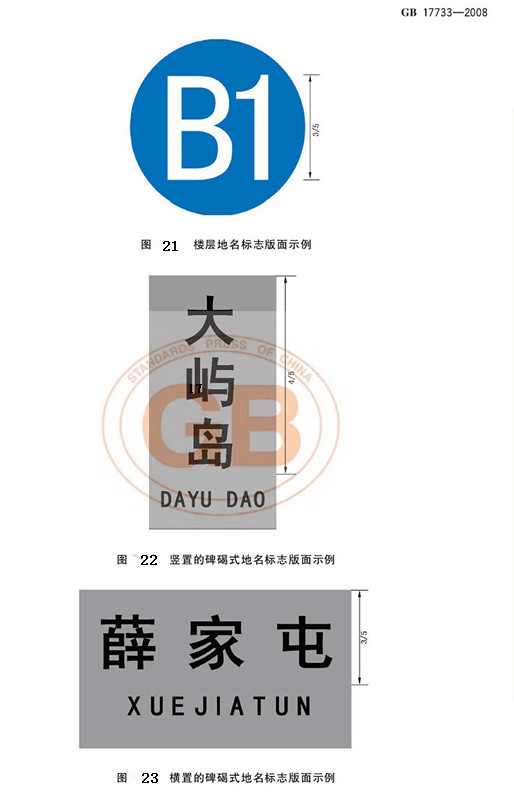 GB 17733—2008
B1
3/5
图 21 楼层地名标志版面示例
大
屿
岛
17
STANDARDS PRESS OF CHINA
GB
4/5
DAYU DAO
图 22 竖置的碑碣式地名标志版面示例
薛家屯
3/5
XUEJIATUN
图 23 横置的碑碣式地名标志版面示例